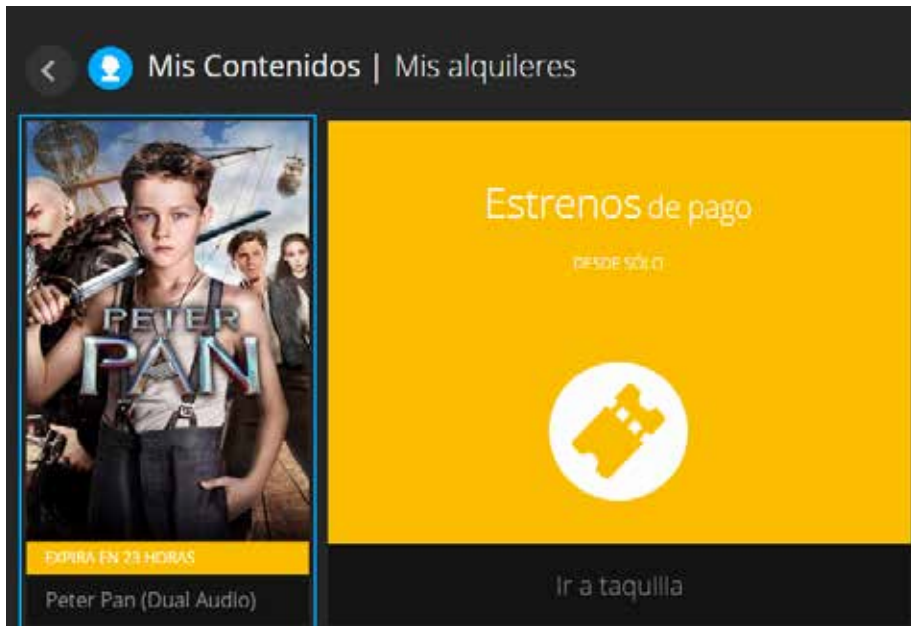 Mis Contenidos | Mis alquileres
PETER
PAN
EXPIRA EN 23 HORAS
Peter Pan (Dual Audio)
Estrenos de pago
DESDE SÓLO
Ir a taquilla